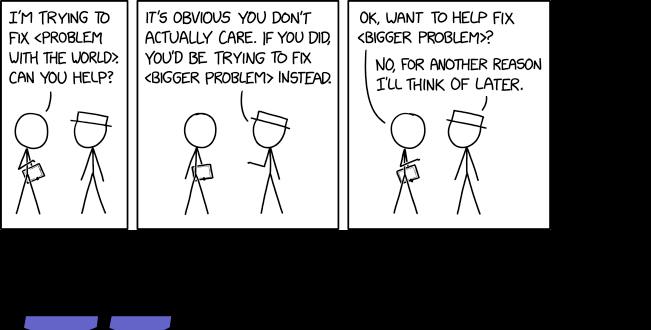 I'M TRYING TO
FIX <PROBLEM
WITH THE WORLD>.
CAN YOU HELP?
IT'S OBVIOUS YOU DON'T
ACTUALLY CARE. IF YOU DID,
YOU'D BE TRYING TO FIX
<BIGGER PROBLEM> INSTEAD.
OK, WANT TO HELP FIX
<BIGGER PROBLEM>?
NO, FOR ANOTHER REASON
I'LL THINK OF LATER.